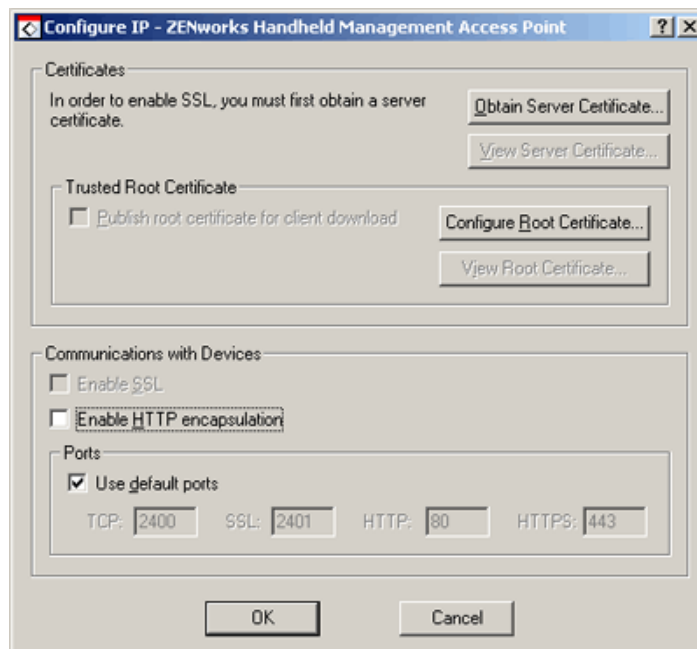 Configure IP - ZENworks Handheld Management Access Point
Certificates
In order to enable SSL, you must first obtain a server
certificate.
Obtain Server Certificate...
View Server Certificate...
Trusted Root Certificate
Publish root certificate for client download
Configure Root Certificate...
View Root Certificate...
Communications with Devices
Enable SSL
Enable HTTP encapsulation
Ports
Use default ports
TCP: 2400 SSL: 2401 HTTP: 80 HTTPS: 443
OK Cancel